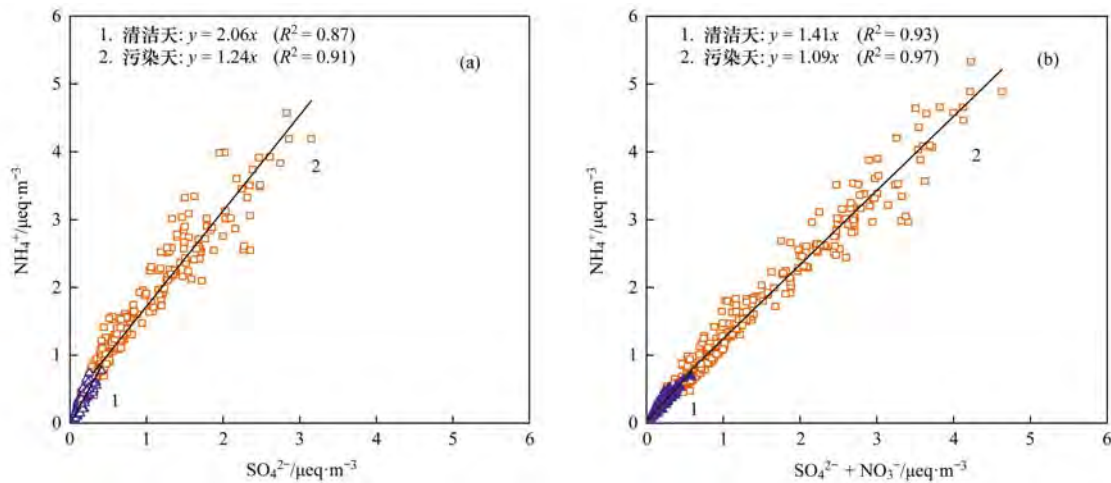 6
1. 清洁天: y = 2.06x (R² = 0.87)
2. 污染天: y = 1.24x (R² = 0.91)
(a)
5
4
3
2
1
0
2
1
0 1 2 3 4 5 6
NH₄⁺/μeq·m⁻³
SO₄²⁻/μeq·m⁻³
6
1. 清洁天: y = 1.41x (R² = 0.93)
2. 污染天: y = 1.09x (R² = 0.97)
(b)
5
4
3
2
1
0
2
1
0 1 2 3 4 5 6
NH₄⁺/μeq·m⁻³
SO₄²⁻ + NO₃⁻/μeq·m⁻³